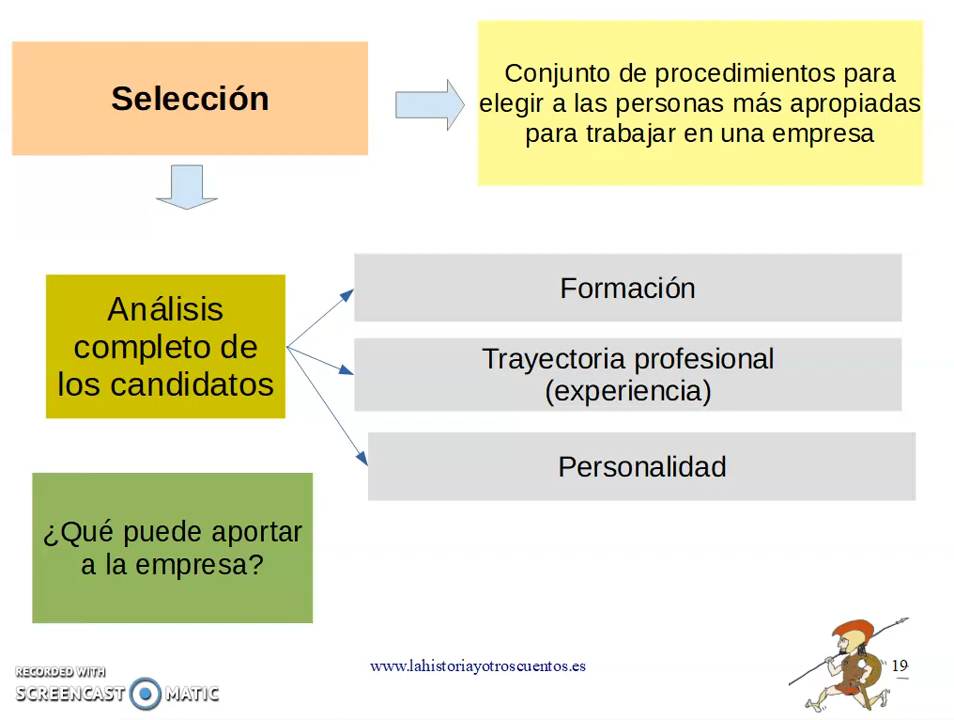 Selección
Conjunto de procedimientos para
elegir a las personas más apropiadas
para trabajar en una empresa
Análisis
completo de
los candidatos
Formación
Trayectoria profesional
(experiencia)
Personalidad
¿Qué puede aportar
a la empresa?
RECORDED WITH
SCREENCAST MATIC
www.lahistoriayotroscuentos.es
19